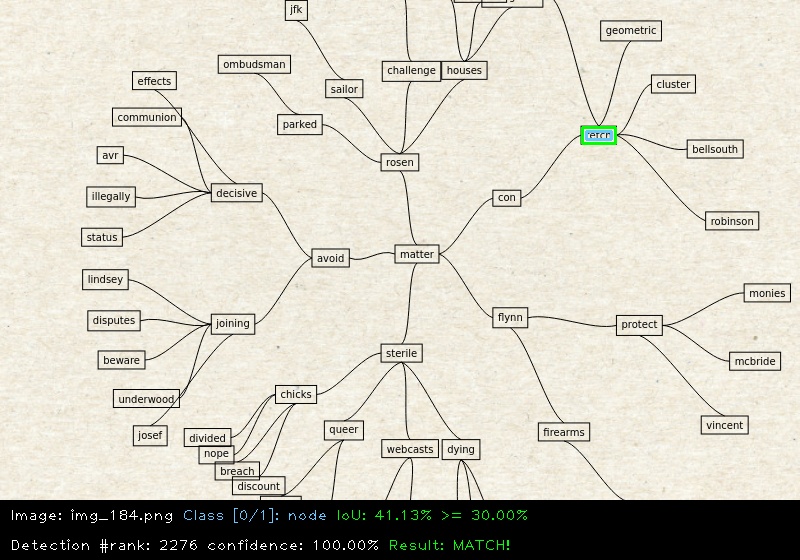 jfk
geometric
ombudsman
challenge
houses
effects
sailor
cluster
communion
parked
bellsouth
avr
rosen
illegally
decisive
con
robinson
status
avoid
matter
lindsey
monies
disputes
joining
flynn
protect
beware
sterile
mcbride
underwood
chicks
josef
divided
queer
firearms
vincent
nope
webcasts
dying
breach
discount
Image: img_184.png Class [0/1]: node IoU: 41.13% >= 30.00%
Detection #rank: 2276 confidence: 100.00% Result: MATCH!